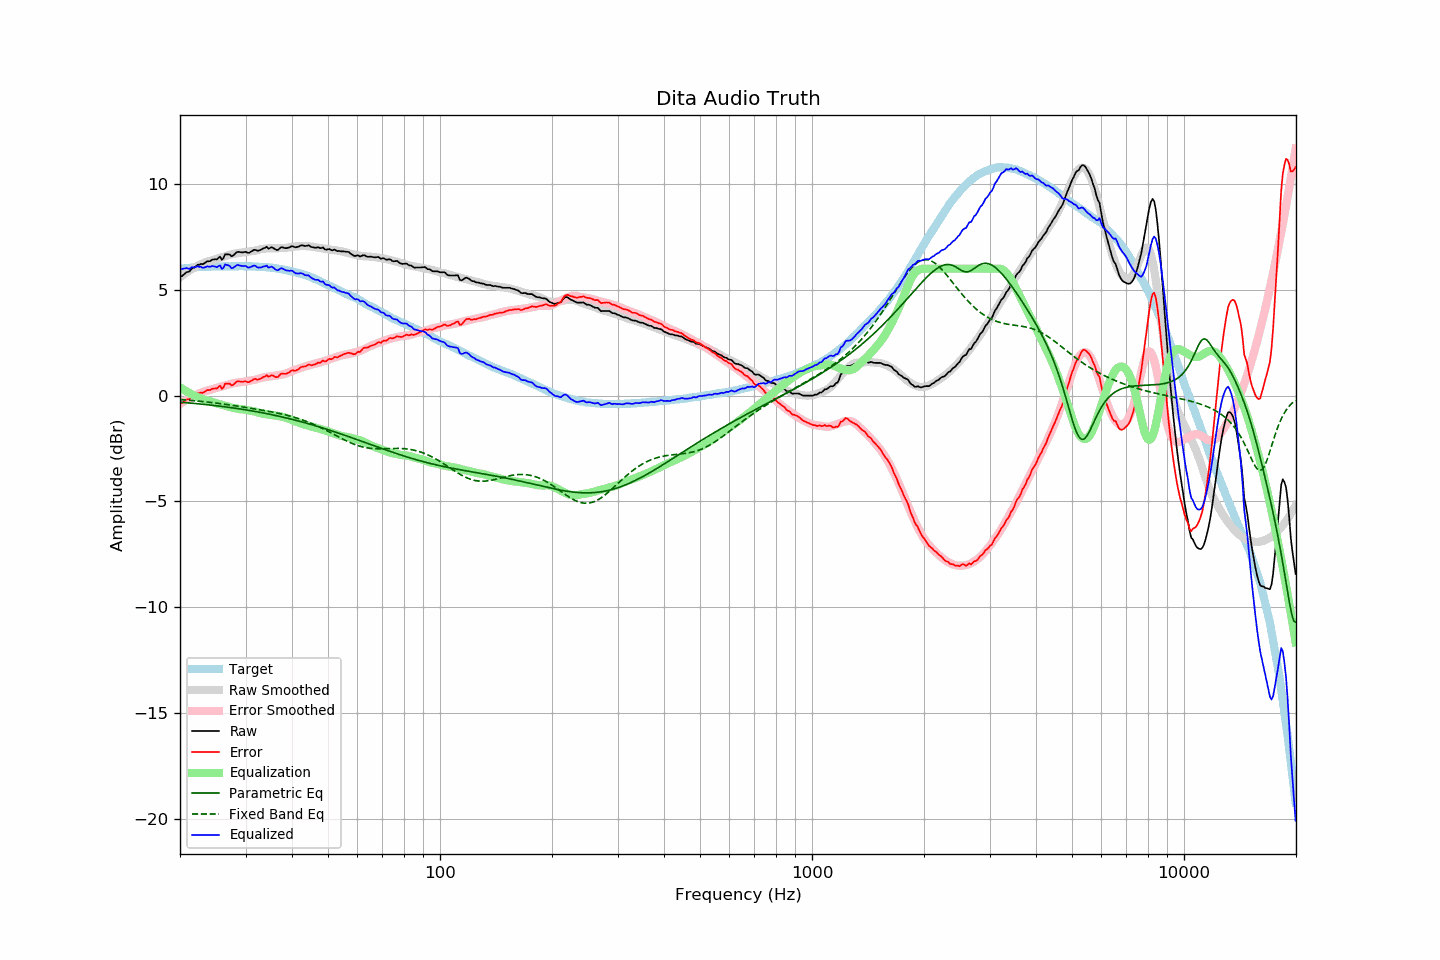 Dita Audio Truth
Amplitude (dBr)
10
5
0
−5
−10
−15
−20
Target
Raw Smoothed
Error Smoothed
Raw
Error
Equalization
Parametric Eq
Fixed Band Eq
Equalized
100
1000
10000
Frequency (Hz)